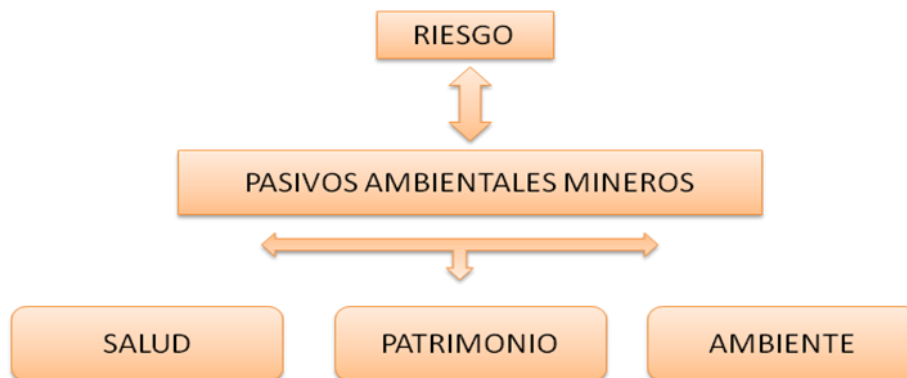 RIESGO
PASIVOS AMBIENTALES MINEROS
SALUD
PATRIMONIO
AMBIENTE